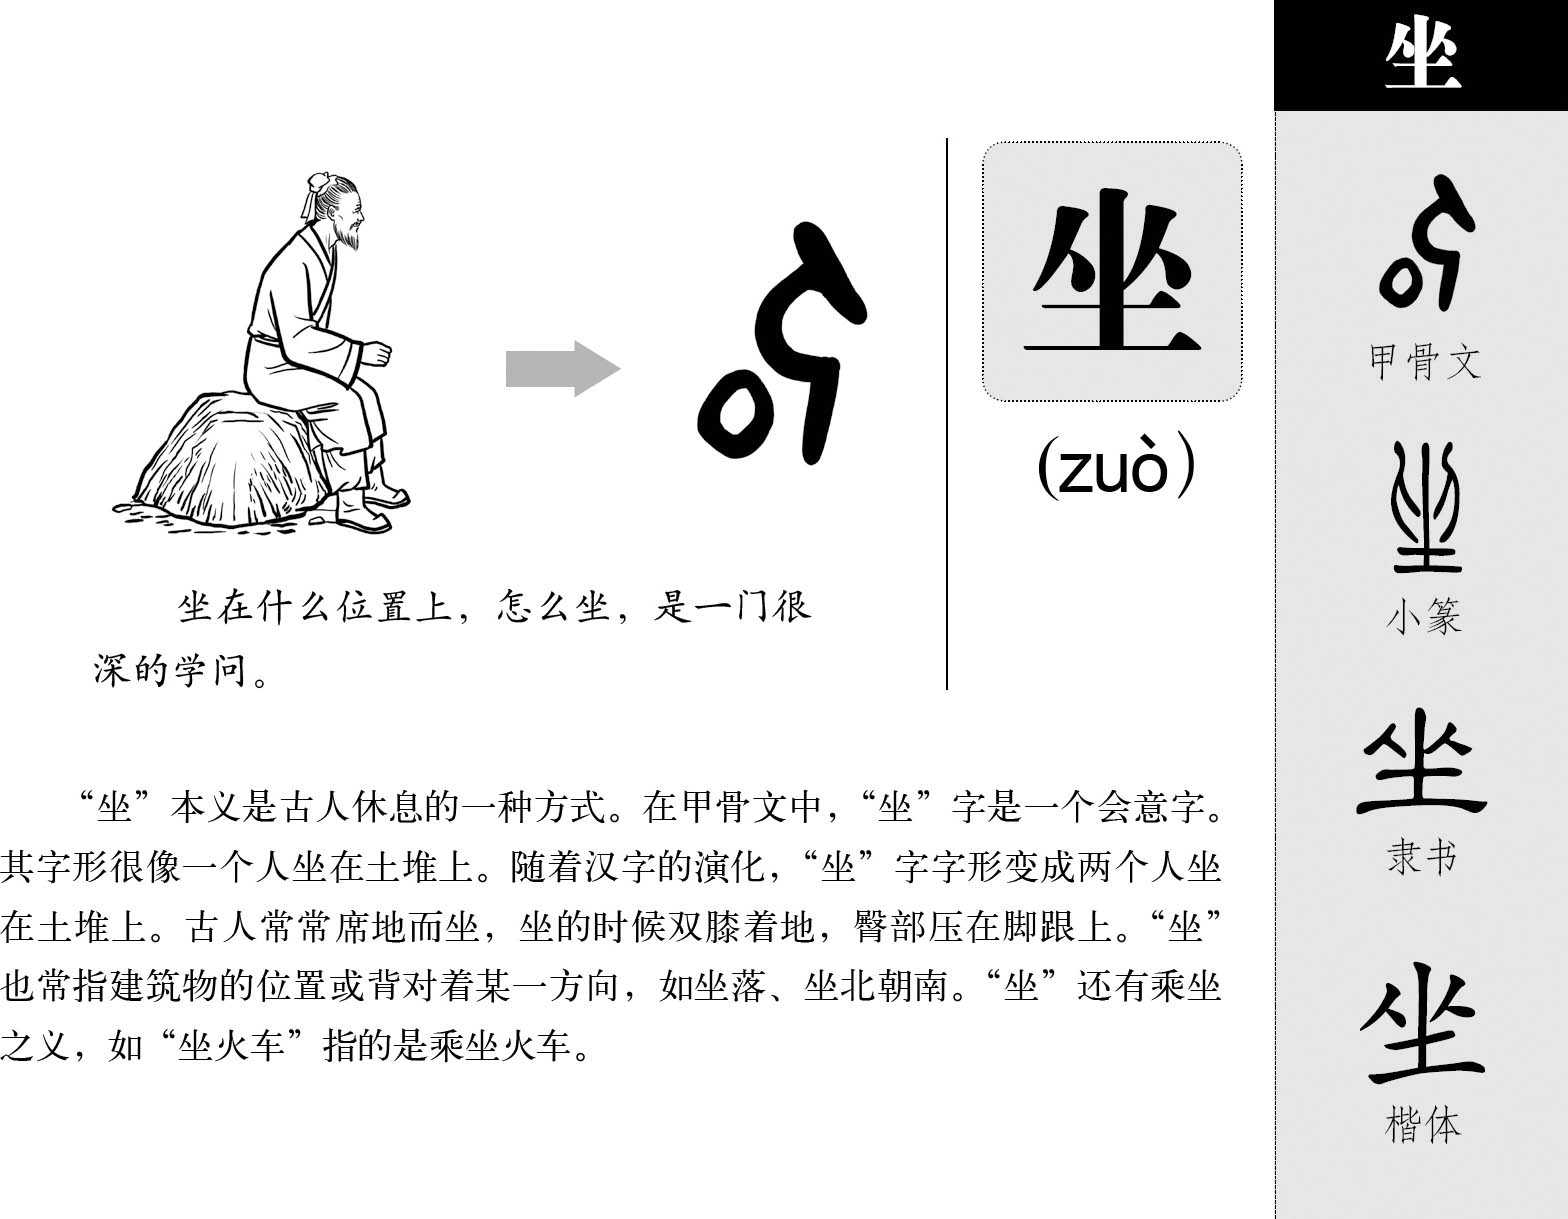 坐
(zuò)
坐在什么位置上，怎么坐，是一门很
深的学问。
“坐”本义是古人休息的一种方式。在甲骨文中，“坐”字是一个会意字。
其字形很像一个人坐在土堆上。随着汉字的演化，“坐”字字形变成两个人坐
在土堆上。古人常常席地而坐，坐的时候双膝着地，臀部压在脚跟上。“坐”
也常指建筑物的位置或背对着某一方向，如坐落、坐北朝南。“坐”还有乘坐
之义，如“坐火车”指的是乘坐火车。
坐
甲骨文
坐
小篆
坐
隶书
坐
楷体